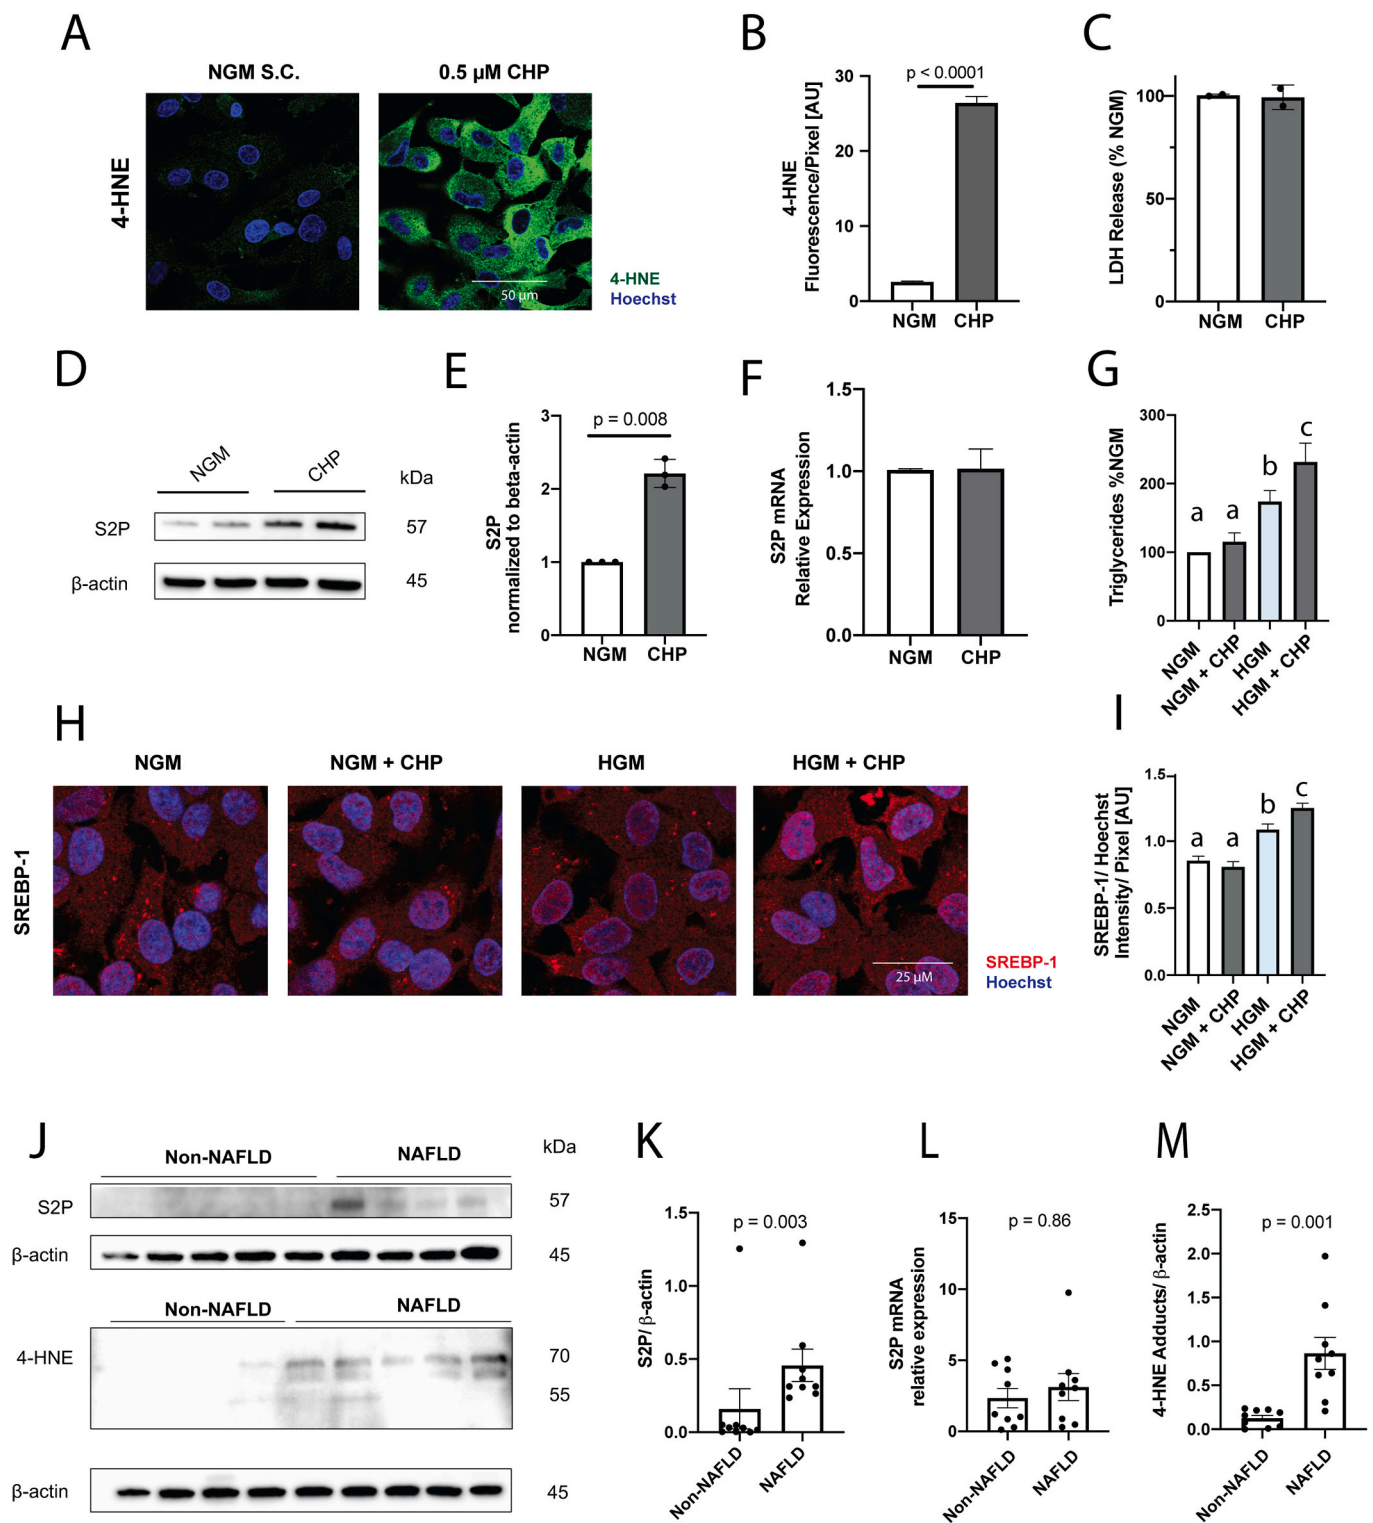 A
NGM S.C.
0.5 µM CHP
4-HNE
50 µm
4-HNE
Hoechst
B
p < 0.0001
4-HNE
Fluorescence/Pixel [AU]
30
20
10
0
NGM
CHP
C
LDH Release (% NGM)
100
50
0
NGM
CHP
D
NGM
CHP
kDa
S2P
57
β-actin
45
E
p = 0.008
S2P
normalized to beta-actin
3
2
1
0
NGM
CHP
F
S2P mRNA
Relative Expression
1.5
1.0
0.5
0.0
NGM
CHP
G
Triglycerides %NGM
300
200
100
0
a
a
b
c
NGM
NGM + CHP
HGM
HGM + CHP
H
NGM
NGM + CHP
HGM
HGM + CHP
SREBP-1
25 µM
SREBP-1
Hoechst
I
SREBP-1/ Hoechst
Intensity/ Pixel [AU]
1.5
1.0
0.5
0.0
a
a
b
c
NGM
NGM + CHP
HGM
HGM + CHP
J
Non-NAFLD
NAFLD
kDa
S2P
57
β-actin
45
Non-NAFLD
NAFLD
4-HNE
70
55
β-actin
45
K
p = 0.003
S2P/ β-actin
1.5
1.0
0.5
0.0
Non-NAFLD
NAFLD
L
p = 0.86
S2P mRNA
relative expression
15
10
5
0
Non-NAFLD
NAFLD
M
p = 0.001
4-HNE Adducts/ β-actin
2.5
2.0
1.5
1.0
0.5
0.0
Non-NAFLD
NAFLD